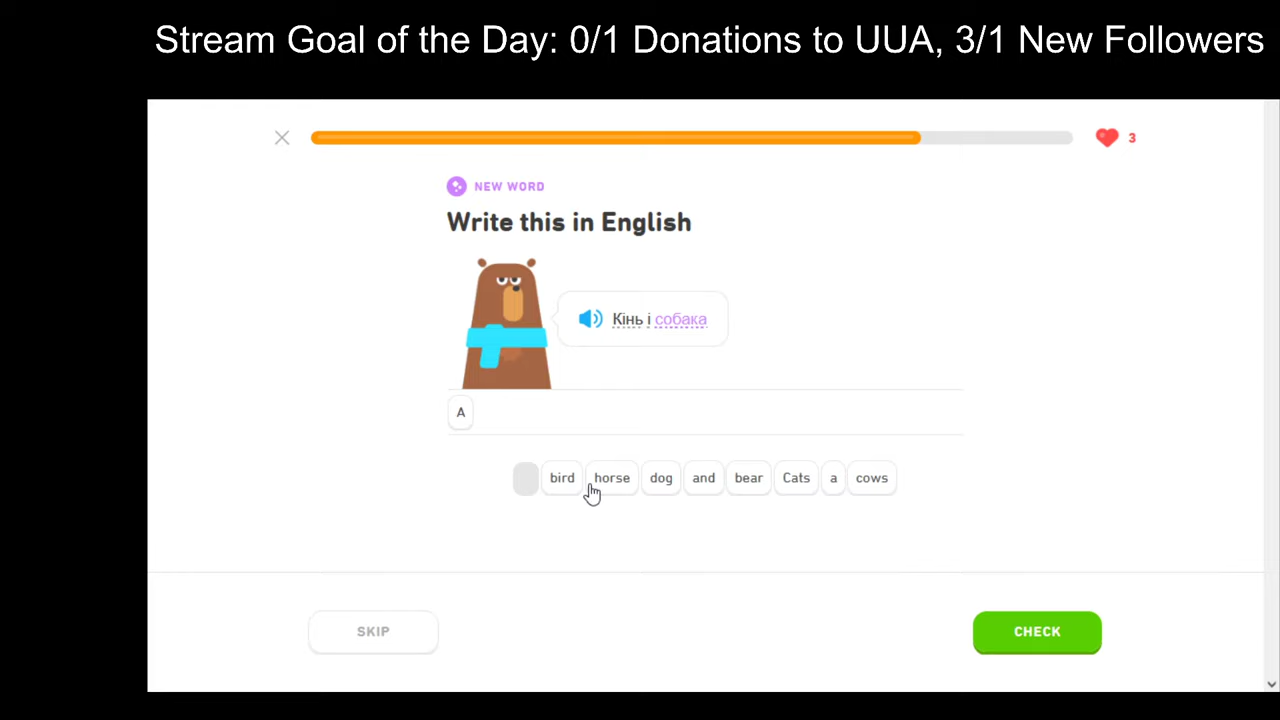 Stream Goal of the Day: 0/1 Donations to UUA, 3/1 New Followers
3
NEW WORD
Write this in English
Кінь і собака
A
bird horse dog and bear Cats a cows
SKIP CHECK